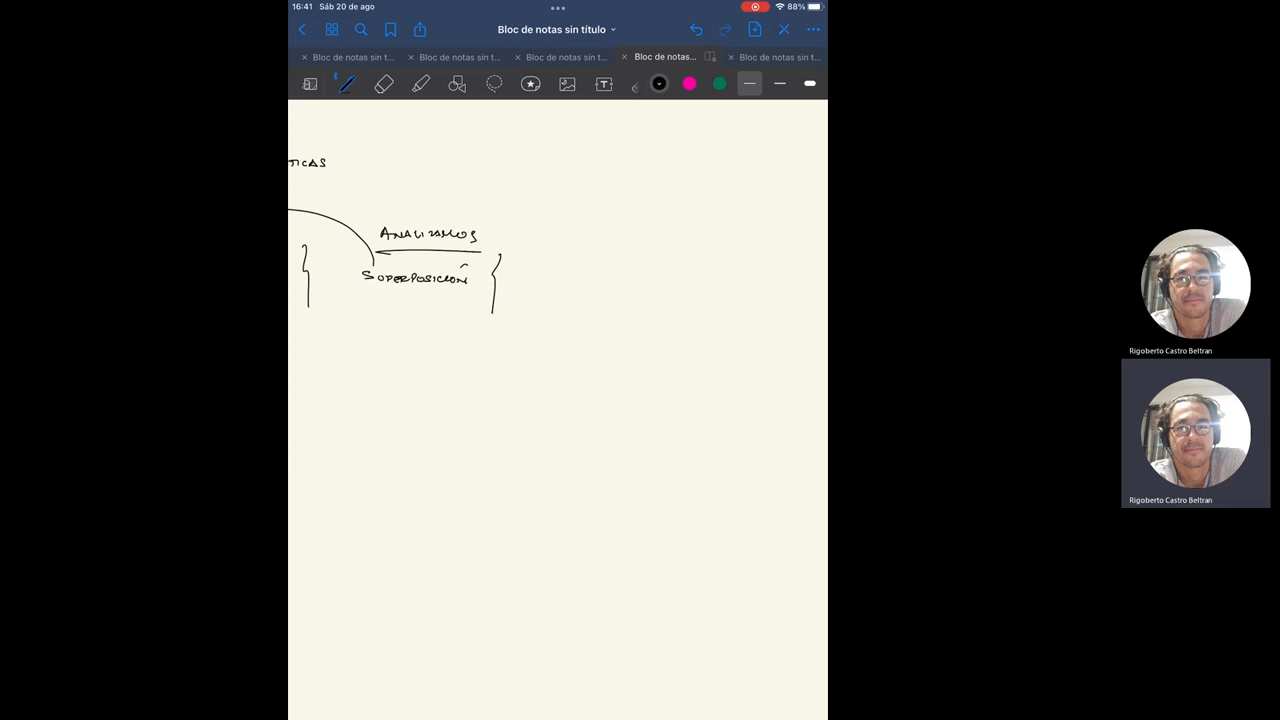 16:41 Sáb 20 de ago 88%
Bloc de notas sin título
Bloc de notas sin t... Bloc de notas sin t... Bloc de notas sin t... Bloc de notas... Bloc de notas sin t...
TICAS
ANALIZAMOS
SUPERPOSICIÓN
Rigoberto Castro Beltran
Rigoberto Castro Beltran